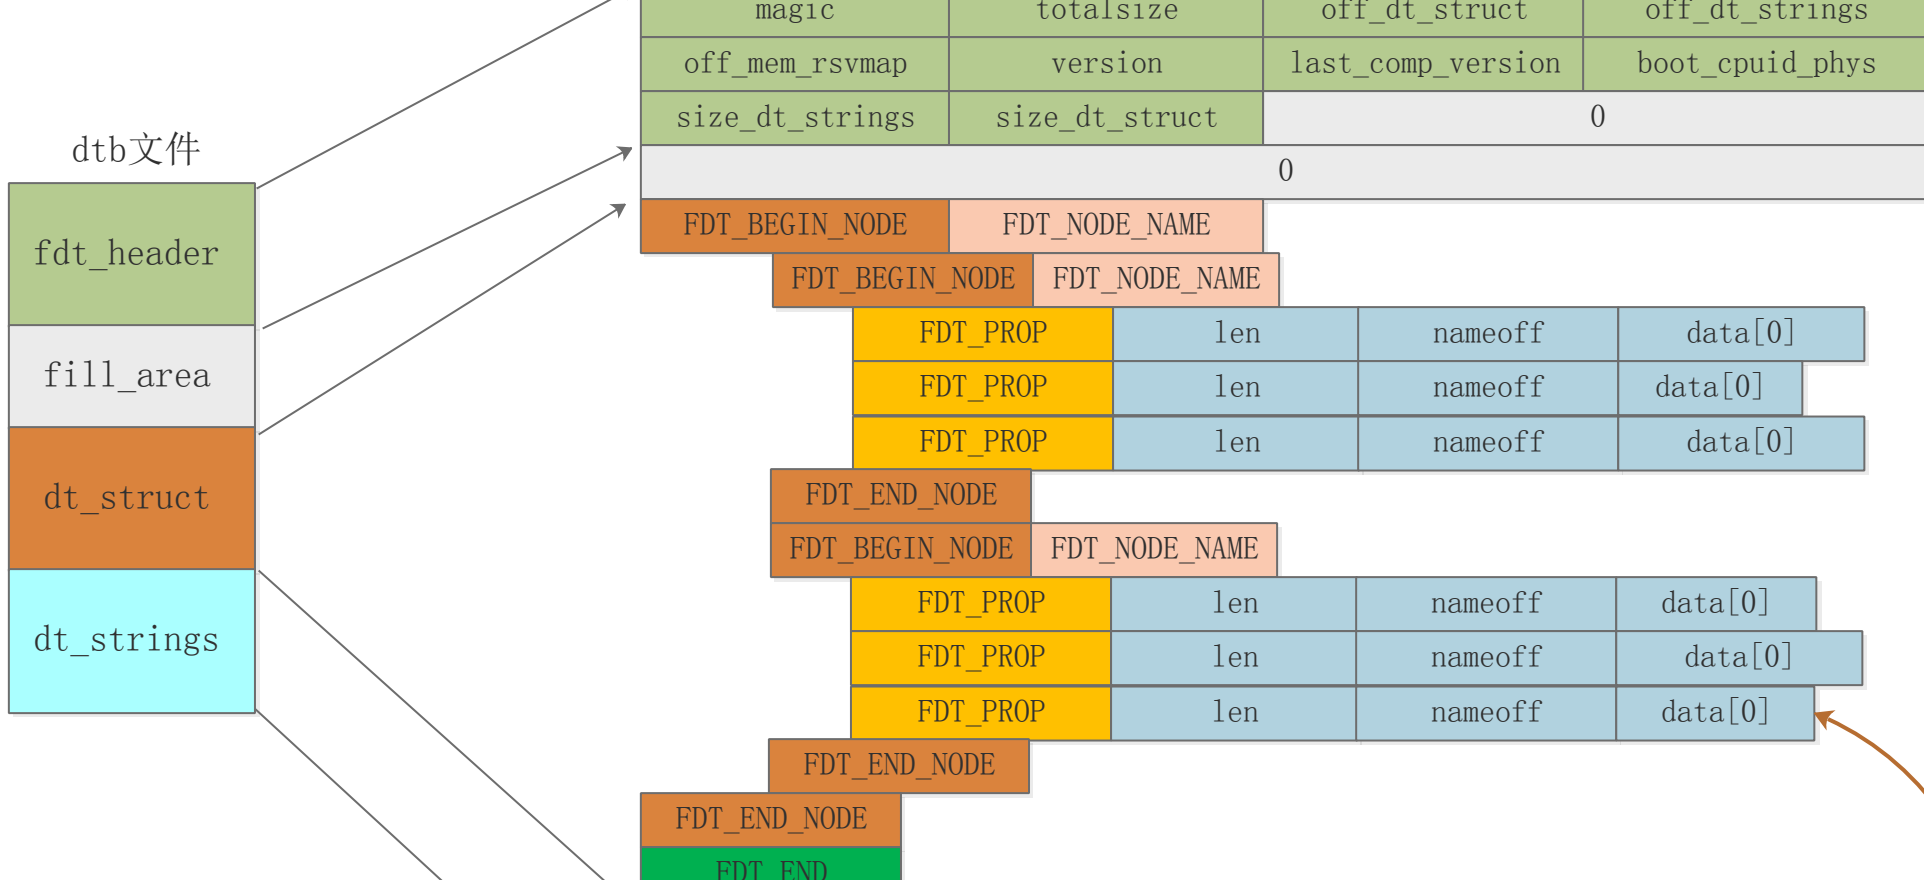 magic totalsize off_dt_struct off_dt_strings
off_mem_rsvmap version last_comp_version boot_cpuid_phys
size_dt_strings size_dt_struct 0
0
dtb文件
fdt_header
fill_area
dt_struct
dt_strings
FDT_BEGIN_NODE FDT_NODE_NAME
FDT_BEGIN_NODE FDT_NODE_NAME
FDT_PROP len nameoff data[0]
FDT_PROP len nameoff data[0]
FDT_PROP len nameoff data[0]
FDT_END_NODE
FDT_BEGIN_NODE FDT_NODE_NAME
FDT_PROP len nameoff data[0]
FDT_PROP len nameoff data[0]
FDT_PROP len nameoff data[0]
FDT_END_NODE
FDT_END_NODE
FDT_END